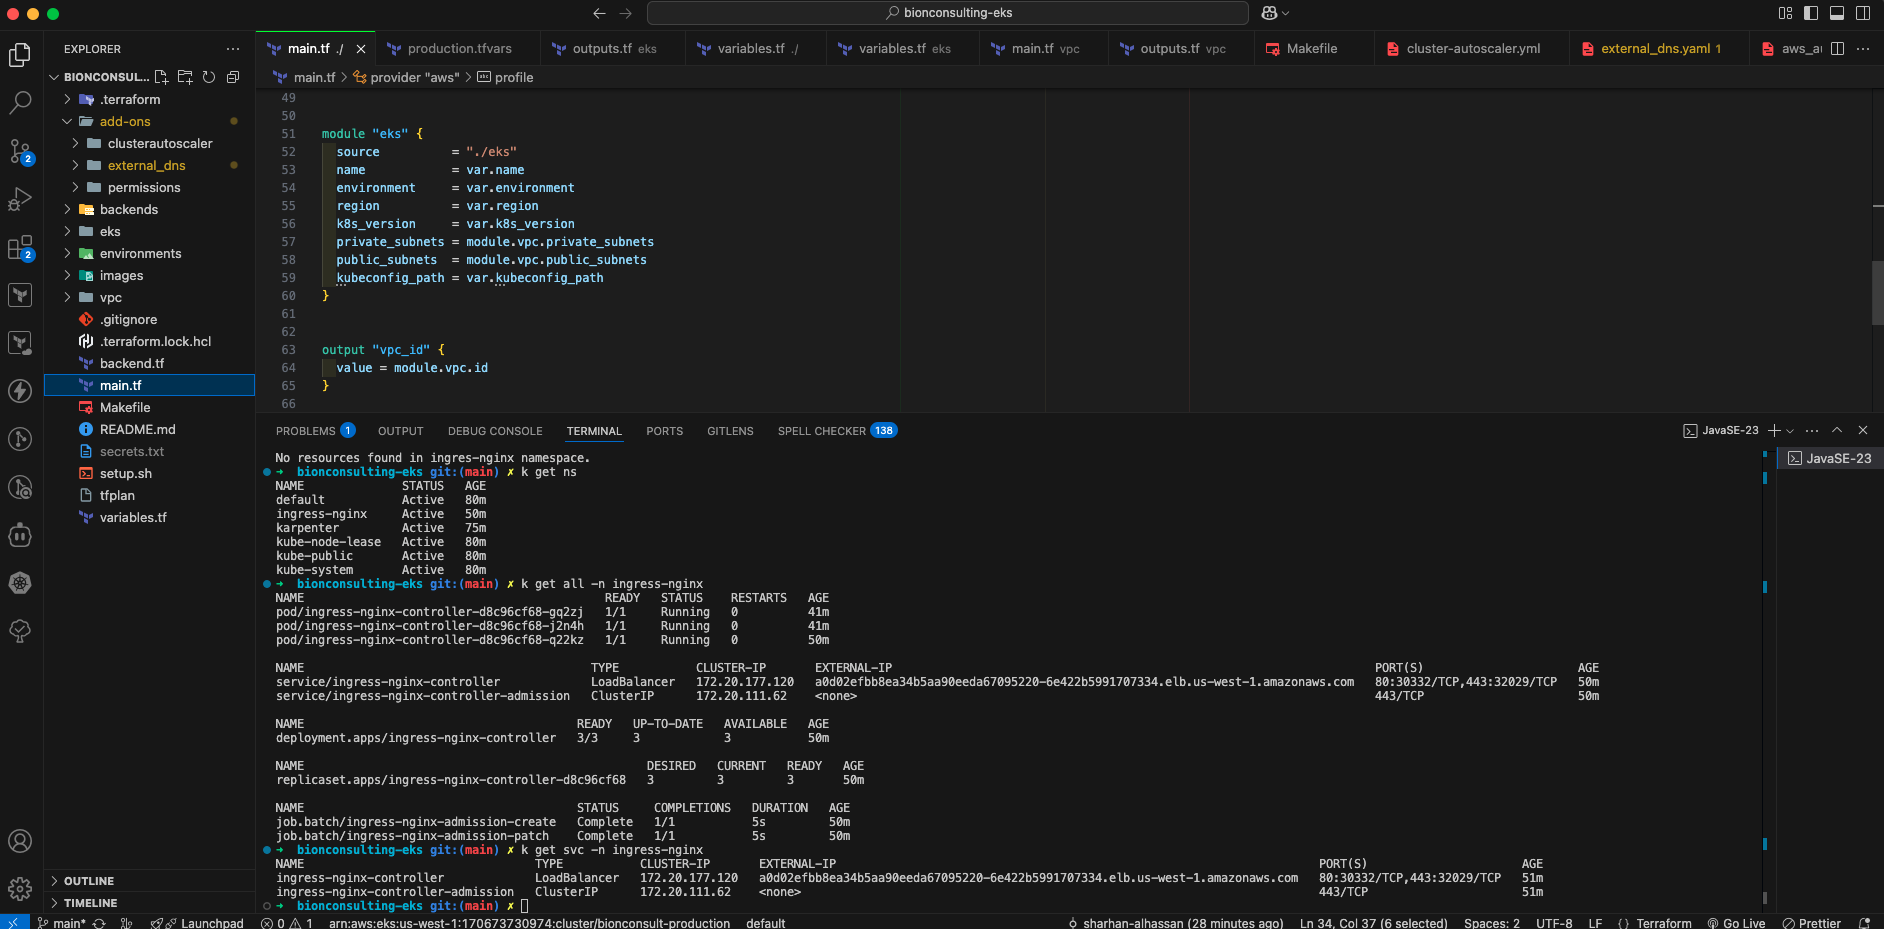 bionconsulting-eks
EXPLORER
main.tf ./
production.tfvars
outputs.tf eks
variables.tf ./
variables.tf eks
main.tf vpc
outputs.tf vpc
Makefile
cluster-autoscaler.yml
external_dns.yaml 1
BIONCONSUL...
main.tf > provider "aws" > profile
.terraform
add-ons
clusterautoscaler
external_dns
permissions
backends
eks
environments
images
vpc
.gitignore
.terraform.lock.hcl
backend.tf
main.tf
Makefile
README.md
secrets.txt
setup.sh
tfplan
variables.tf
OUTLINE
TIMELINE
2
2
49
50
51 module "eks" {
52 source = "./eks"
53 name = var.name
54 environment = var.environment
55 region = var.region
56 k8s_version = var.k8s_version
57 private_subnets = module.vpc.private_subnets
58 public_subnets = module.vpc.public_subnets
59 kubeconfig_path = var.kubeconfig_path
60 }
61
62
63 output "vpc_id" {
64 value = module.vpc.id
65 }
66
PROBLEMS 1 OUTPUT DEBUG CONSOLE TERMINAL PORTS GITLENS SPELL CHECKER 138
JavaSE-23
JavaSE-23
No resources found in ingres-nginx namespace.
➜ bionconsulting-eks git:(main) ✗ k get ns
NAME STATUS AGE
default Active 80m
ingress-nginx Active 50m
karpenter Active 75m
kube-node-lease Active 80m
kube-public Active 80m
kube-system Active 80m
➜ bionconsulting-eks git:(main) ✗ k get all -n ingress-nginx
NAME READY STATUS RESTARTS AGE
pod/ingress-nginx-controller-d8c96cf68-gq2zj 1/1 Running 0 41m
pod/ingress-nginx-controller-d8c96cf68-j2n4h 1/1 Running 0 41m
pod/ingress-nginx-controller-d8c96cf68-q22kz 1/1 Running 0 50m
NAME TYPE CLUSTER-IP EXTERNAL-IP PORT(S) AGE
service/ingress-nginx-controller LoadBalancer 172.20.177.120 a0d02efbb8ea34b5aa90eeda67095220-6e422b5991707334.elb.us-west-1.amazonaws.com 80:30332/TCP,443:32029/TCP 50m
service/ingress-nginx-controller-admission ClusterIP 172.20.111.62 <none> 443/TCP 50m
NAME READY UP-TO-DATE AVAILABLE AGE
deployment.apps/ingress-nginx-controller 3/3 3 3 50m
NAME DESIRED CURRENT READY AGE
replicaset.apps/ingress-nginx-controller-d8c96cf68 3 3 3 50m
NAME STATUS COMPLETIONS DURATION AGE
job.batch/ingress-nginx-admission-create Complete 1/1 5s 50m
job.batch/ingress-nginx-admission-patch Complete 1/1 5s 50m
➜ bionconsulting-eks git:(main) ✗ k get svc -n ingress-nginx
NAME TYPE CLUSTER-IP EXTERNAL-IP PORT(S) AGE
ingress-nginx-controller LoadBalancer 172.20.177.120 a0d02efbb8ea34b5aa90eeda67095220-6e422b5991707334.elb.us-west-1.amazonaws.com 80:30332/TCP,443:32029/TCP 51m
ingress-nginx-controller-admission ClusterIP 172.20.111.62 <none> 443/TCP 51m
➜ bionconsulting-eks git:(main) ✗
main* Launchpad 0 1 arn:aws:eks:us-west-1:170673730974:cluster/bionconsult-production default sharhan-alhassan (28 minutes ago) Ln 34, Col 37 (6 selected) Spaces: 2 UTF-8 LF {} Terraform Go Live Prettier